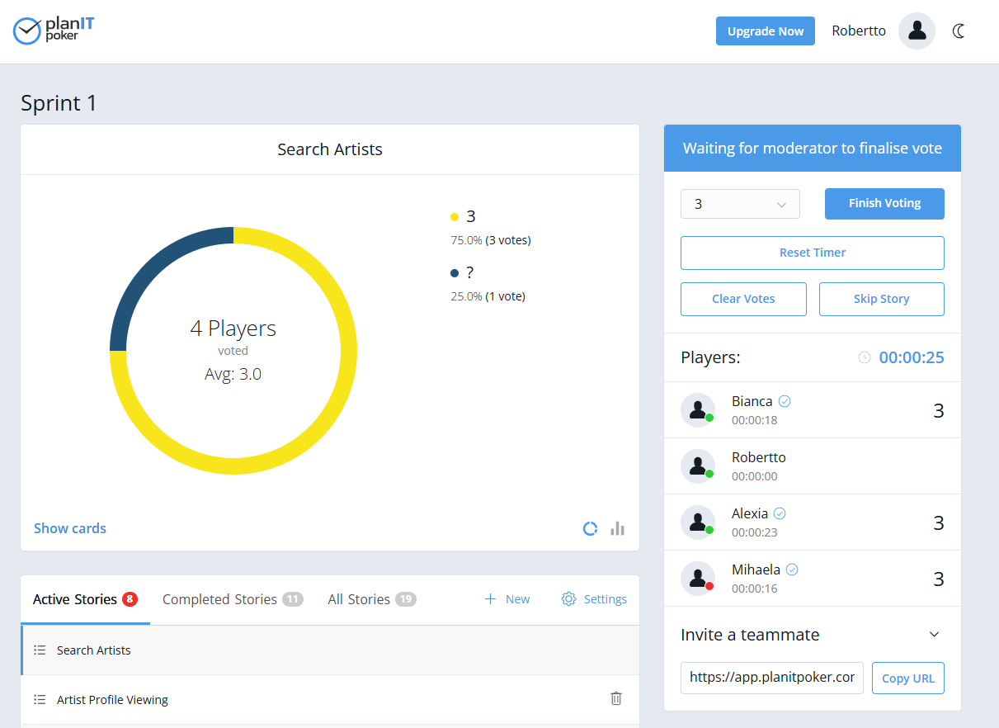 planIT
poker
Upgrade Now
Robertto
Sprint 1
Search Artists
4 Players
voted
Avg: 3.0
3
75.0% (3 votes)
?
25.0% (1 vote)
Show cards
Waiting for moderator to finalise vote
3
Finish Voting
Reset Timer
Clear Votes
Skip Story
Players:
00:00:25
Bianca
00:00:18
3
Robertto
00:00:00
Alexia
00:00:23
3
Mihaela
00:00:16
3
Invite a teammate
https://app.planitpoker.cor
Copy URL
Active Stories 8
Completed Stories 11
All Stories 19
+ New
Settings
Search Artists
Artist Profile Viewing